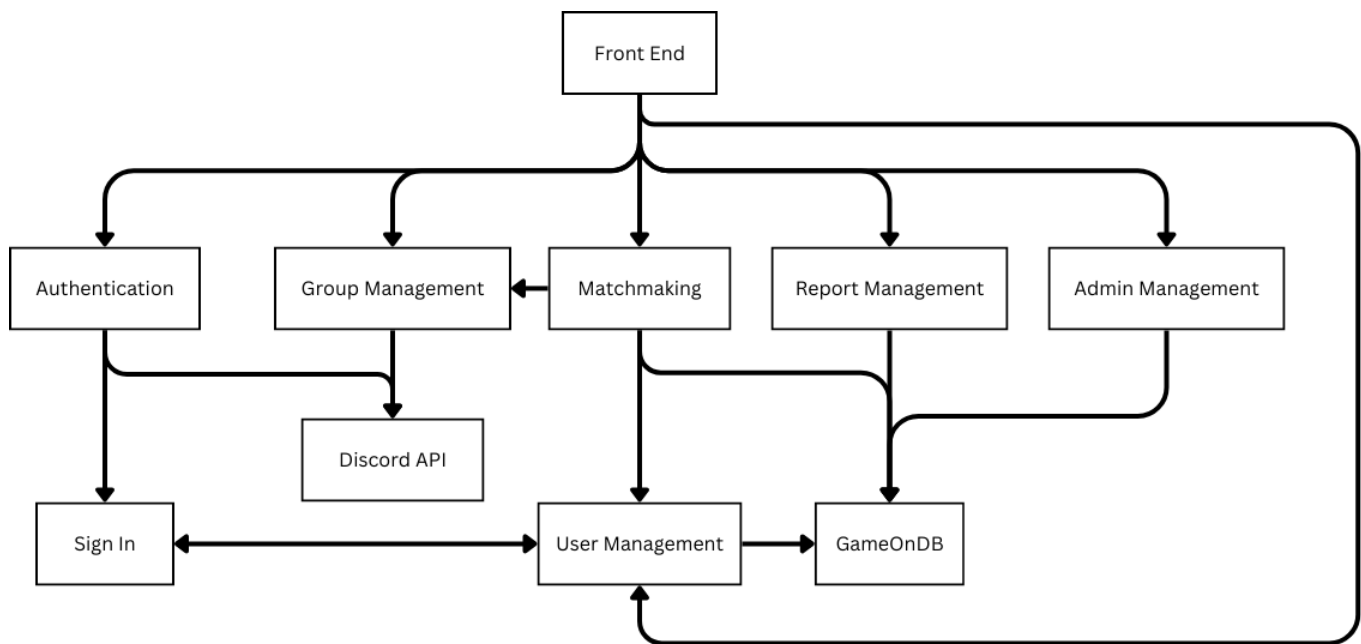 Front End
Authentication
Group Management
Matchmaking
Report Management
Admin Management
Discord API
Sign In
User Management
GameOnDB